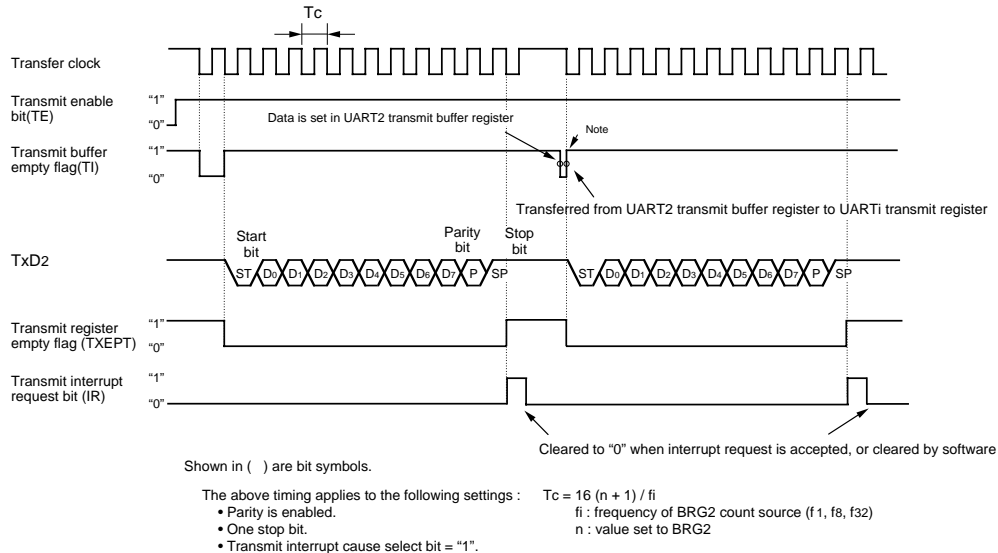 Tc
Transfer clock
Transmit enable
bit(TE)
“1”
“0”
Data is set in UART2 transmit buffer register
Note
Transmit buffer
empty flag(TI)
“1”
“0”
Transferred from UART2 transmit buffer register to UARTi transmit register
Start
bit
Parity
bit
Stop
bit
TxD2
ST D0 D1 D2 D3 D4 D5 D6 D7 P SP
ST D0 D1 D2 D3 D4 D5 D6 D7 P SP
Transmit register
empty flag (TXEPT)
“1”
“0”
Transmit interrupt
request bit (IR)
“1”
“0”
Cleared to “0” when interrupt request is accepted, or cleared by software
Shown in ( ) are bit symbols.
The above timing applies to the following settings :
• Parity is enabled.
• One stop bit.
• Transmit interrupt cause select bit = “1”.
Tc = 16 (n + 1) / fi
fi : frequency of BRG2 count source (f1, f8, f32)
n : value set to BRG2